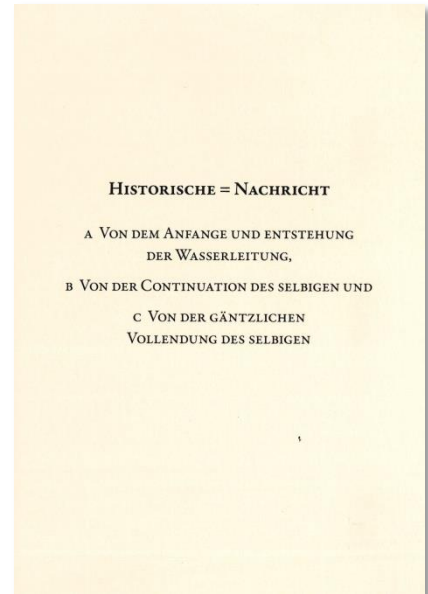 HISTORISCHE = NACHRICHT
A VON DEM ANFANGE UND ENTSTEHUNG
DER WASSERLEITUNG,
B VON DER CONTINUATION DES SELBIGEN UND
C VON DER GÄNTZLICHEN
VOLLENDUNG DES SELBIGEN